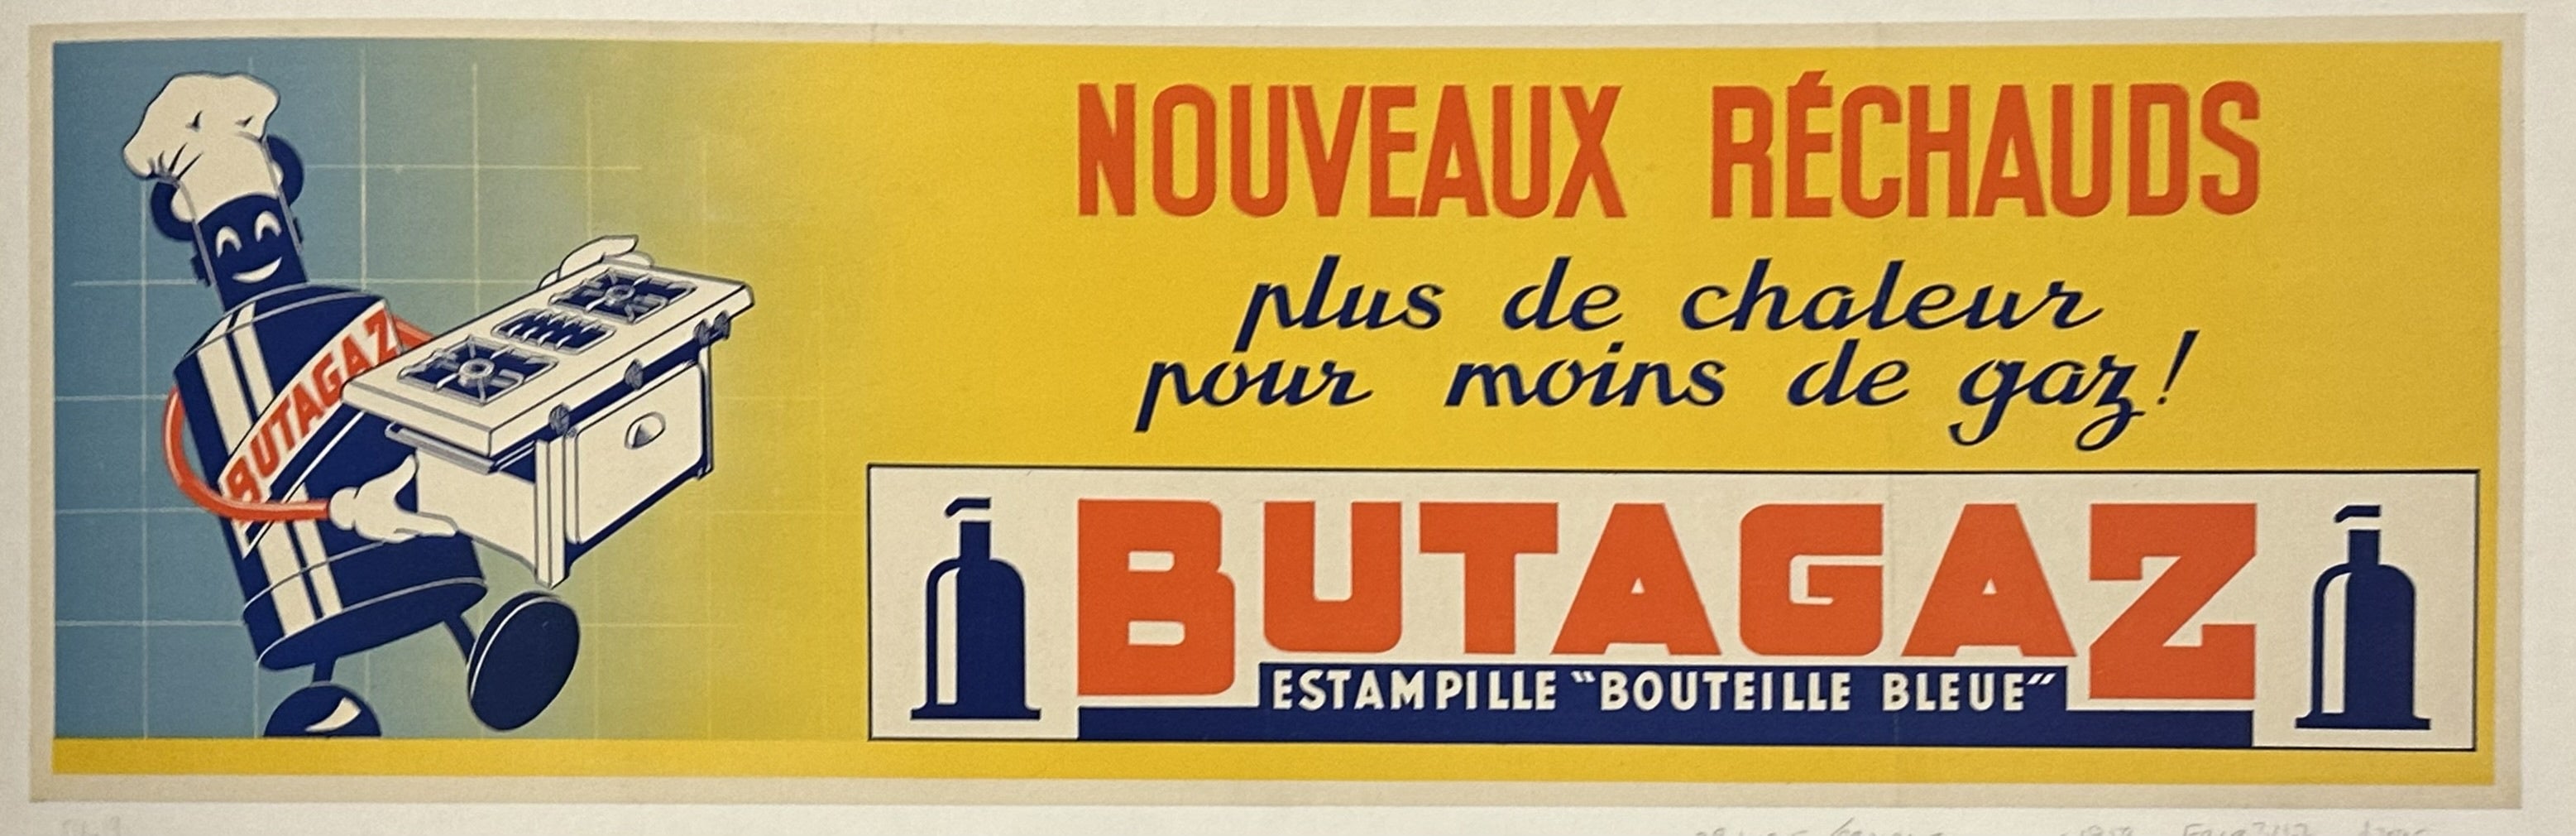 BUTAGAZ
NOUVEAUX RÉCHAUDS
plus de chaleur
pour moins de gaz!
BUTAGAZ
ESTAMPILLE “BOUTEILLE BLEUE”